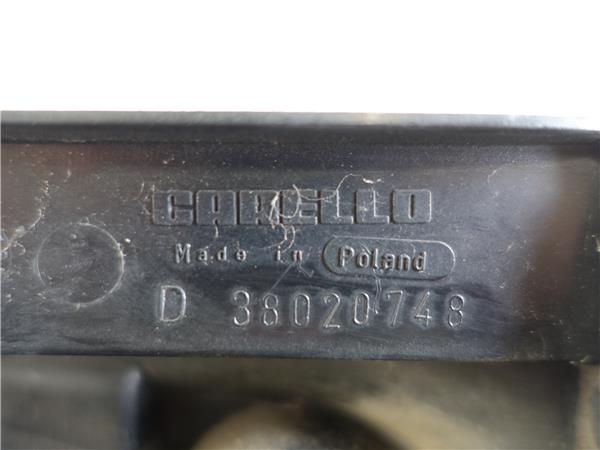 CARELLO
Made in Poland
D 38020748